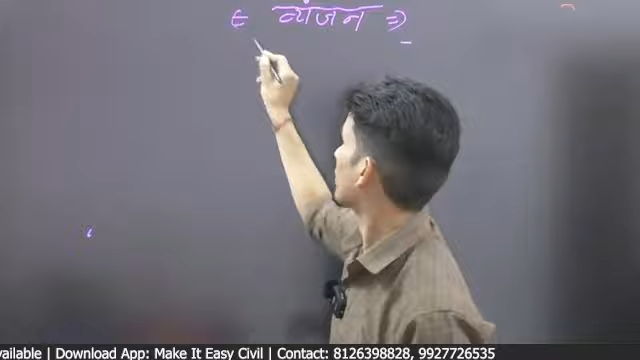 व्यंजन
vailable | Download App: Make It Easy Civil | Contact: 8126398828, 9927726535